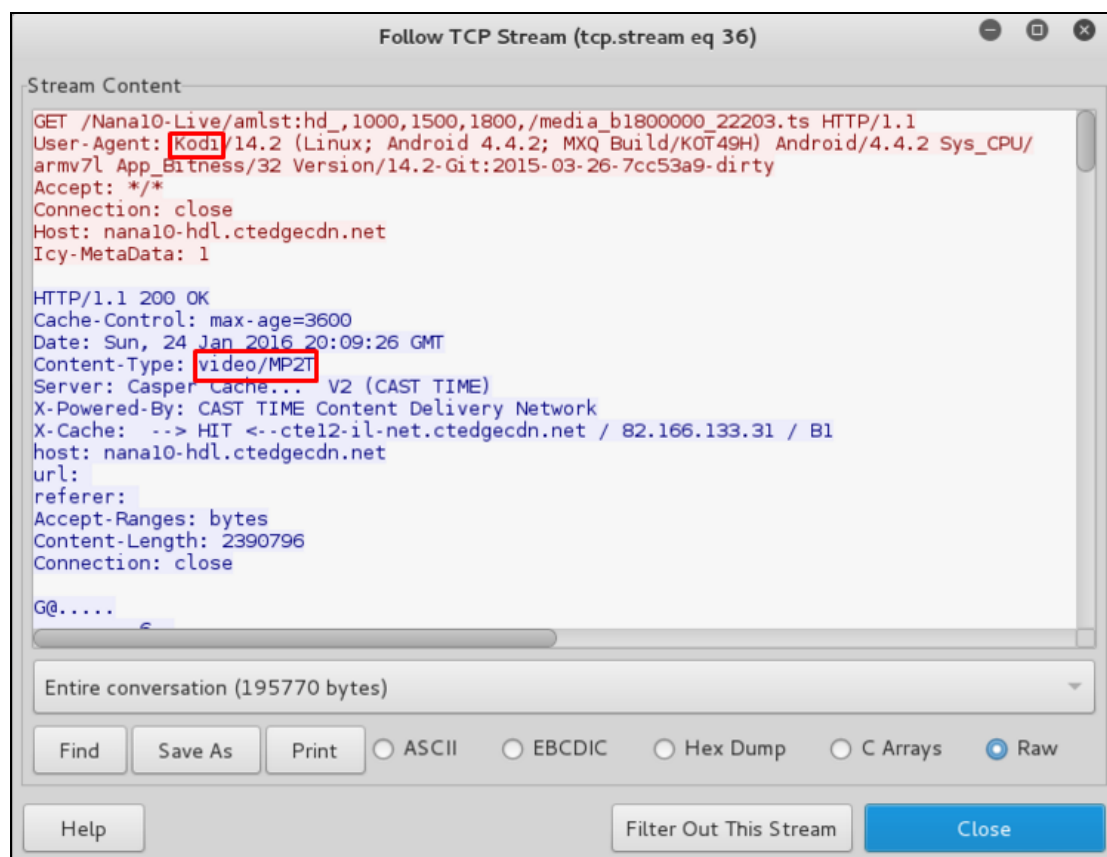 Follow TCP Stream (tcp.stream eq 36)
Stream Content
GET /Nana10-Live/amlst:hd_,1000,1500,1800,/media_b1800000_22203.ts HTTP/1.1
User-Agent: Kodi/14.2 (Linux; Android 4.4.2; MXQ Build/KOT49H) Android/4.4.2 Sys_CPU/
armv7l App_Bitness/32 Version/14.2-Git:2015-03-26-7cc53a9-dirty
Accept: */*
Connection: close
Host: nana10-hdl.ctedgecdn.net
Icy-MetaData: 1
HTTP/1.1 200 OK
Cache-Control: max-age=3600
Date: Sun, 24 Jan 2016 20:09:26 GMT
Content-Type: video/MP2T
Server: Casper Cache... V2 (CAST TIME)
X-Powered-By: CAST TIME Content Delivery Network
X-Cache: --> HIT <--cte12-il-net.ctedgecdn.net / 82.166.133.31 / B1
host: nana10-hdl.ctedgecdn.net
url:
referer:
Accept-Ranges: bytes
Content-Length: 2390796
Connection: close
G@.....
Entire conversation (195770 bytes)
Find Save As Print ASCII EBCDIC Hex Dump C Arrays Raw
Help Filter Out This Stream Close